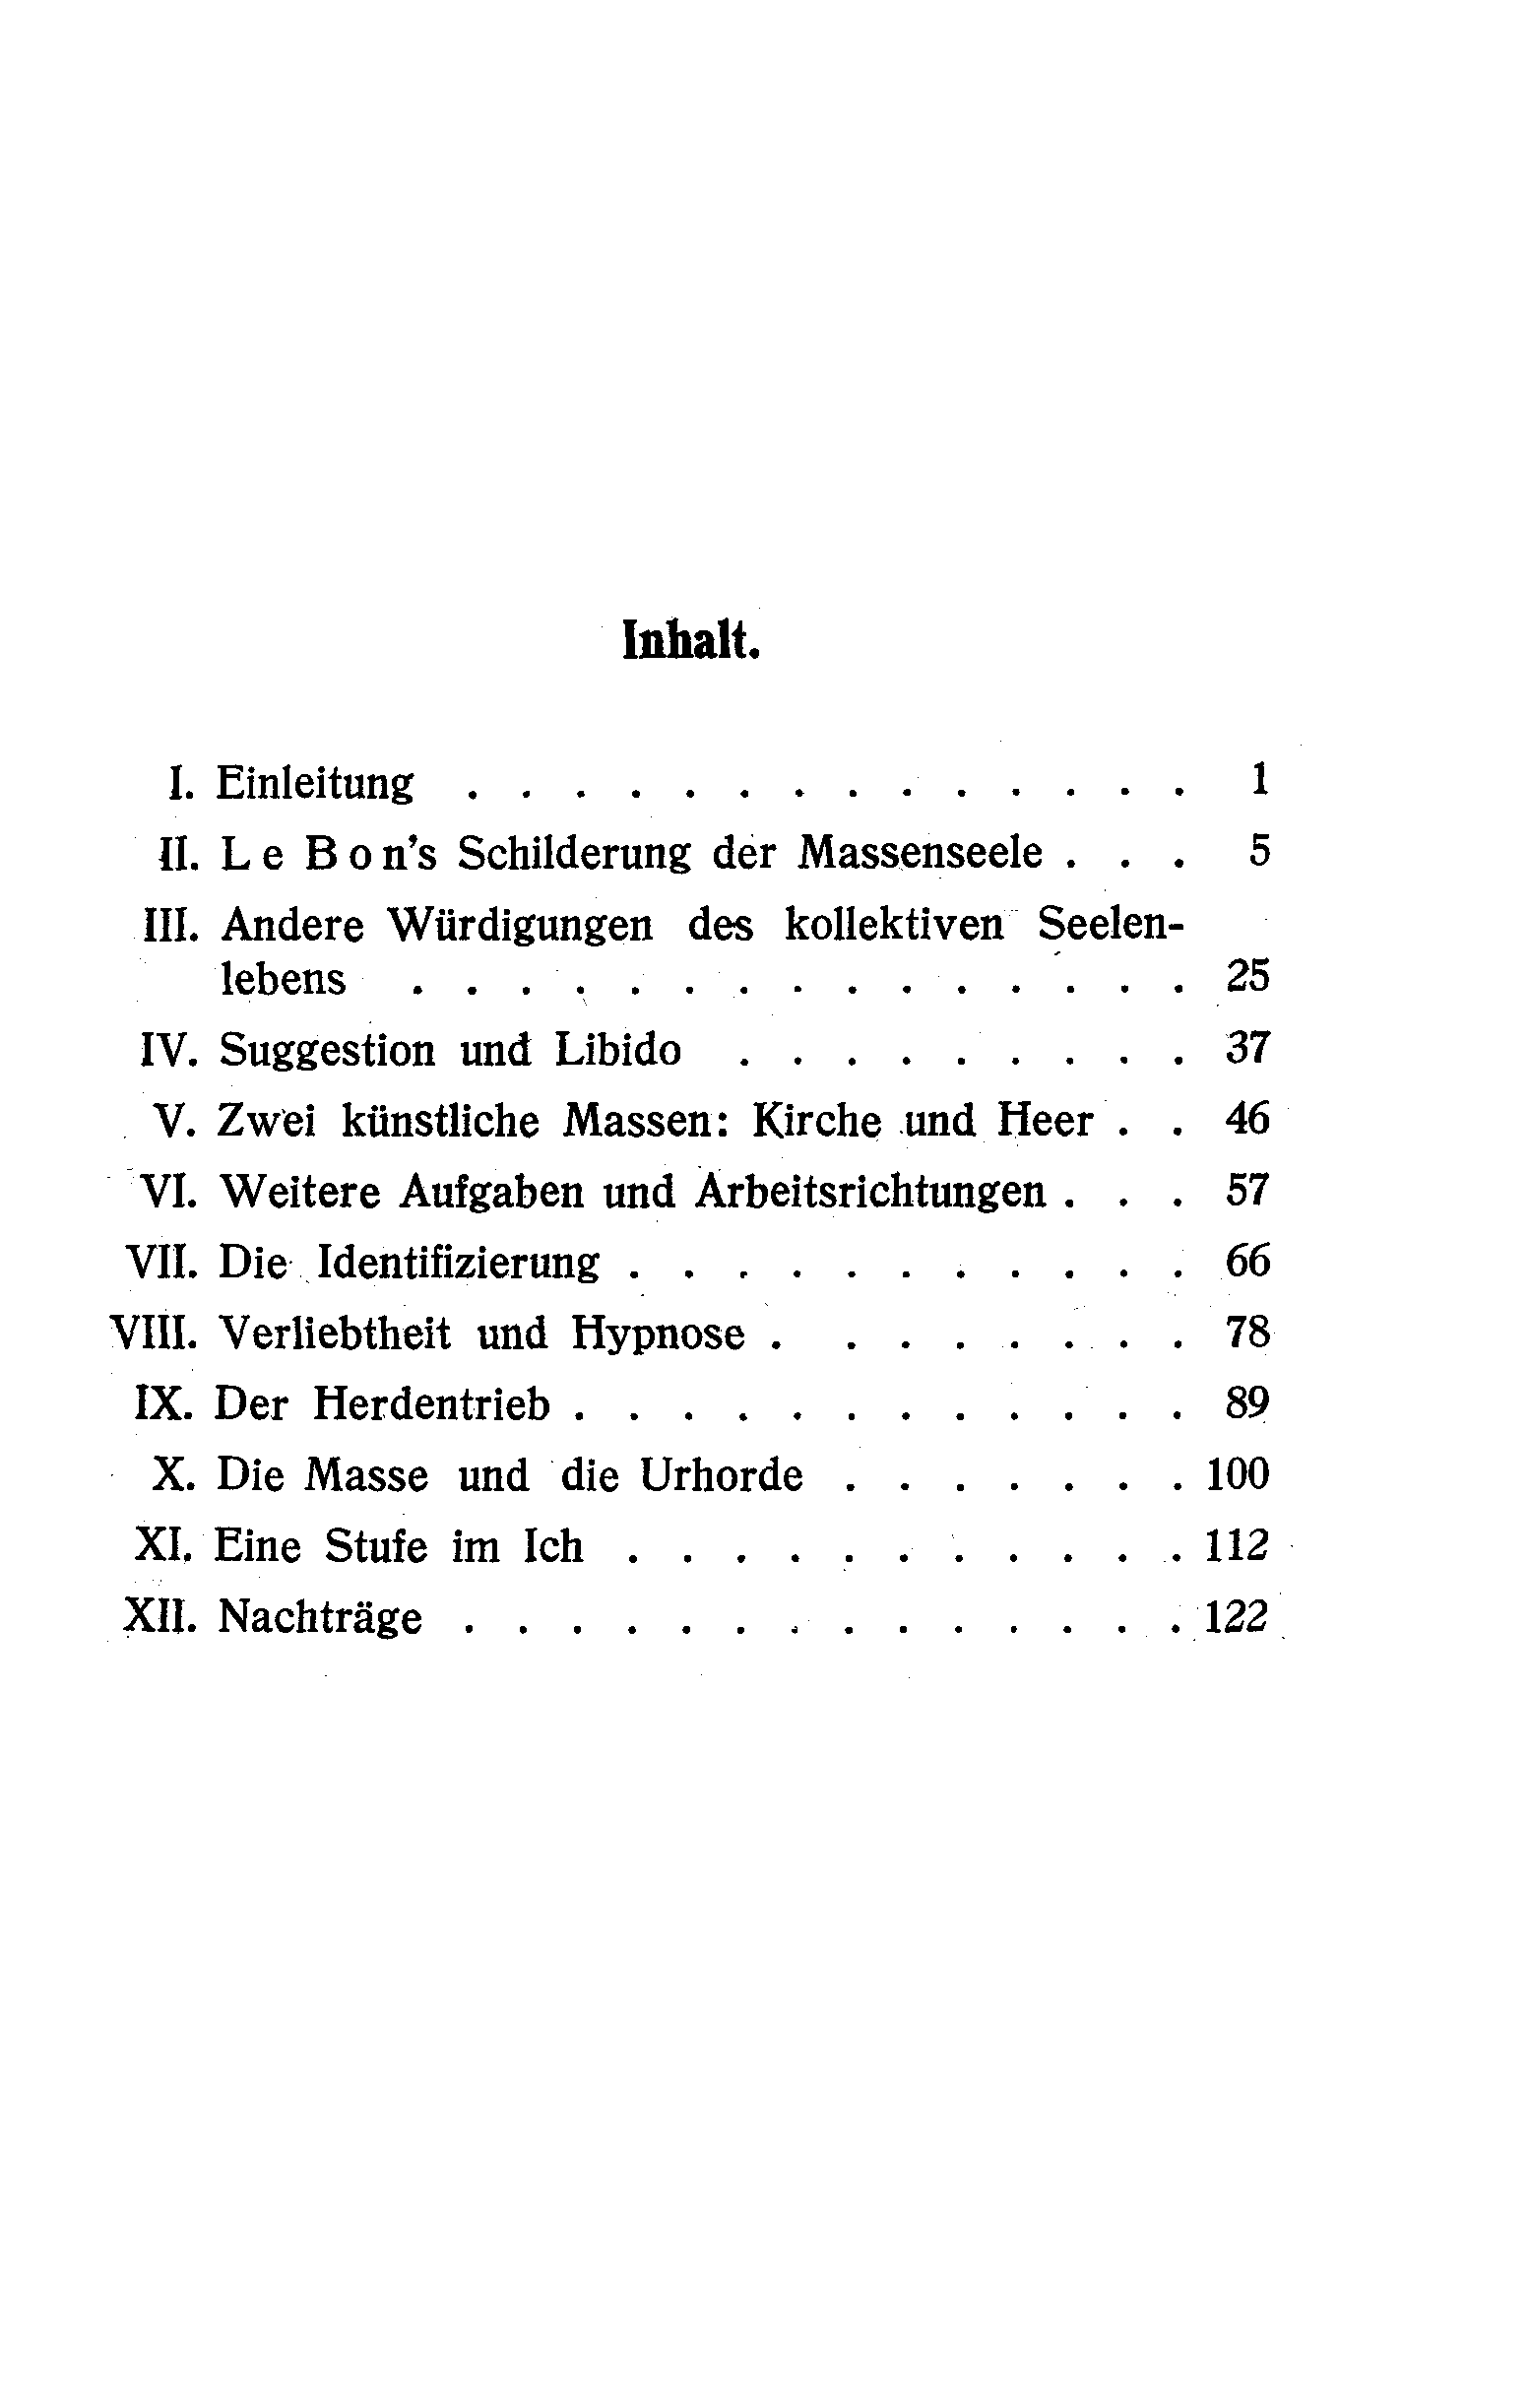 Inhalt.
I. Einleitung . . . . . . . . . . . . . . 1
II. Le Bon's Schilderung der Massenseele . . . 5
III. Andere Würdigungen des kollektiven Seelen-
lebens . . . . . . . . . . . . . . . 25
IV. Suggestion und Libido . . . . . . . . . 37
V. Zwei künstliche Massen: Kirche und Heer . . 46
VI. Weitere Aufgaben und Arbeitsrichtungen . . . 57
VII. Die Identifizierung . . . . . . . . . . . 66
VIII. Verliebtheit und Hypnose . . . . . . . . 78
IX. Der Herdentrieb . . . . . . . . . . . . 89
X. Die Masse und die Urhorde . . . . . . . 100
XI. Eine Stufe im Ich . . . . . . . . . . . 112
XII. Nachträge . . . . . . . . . . . . . . 122